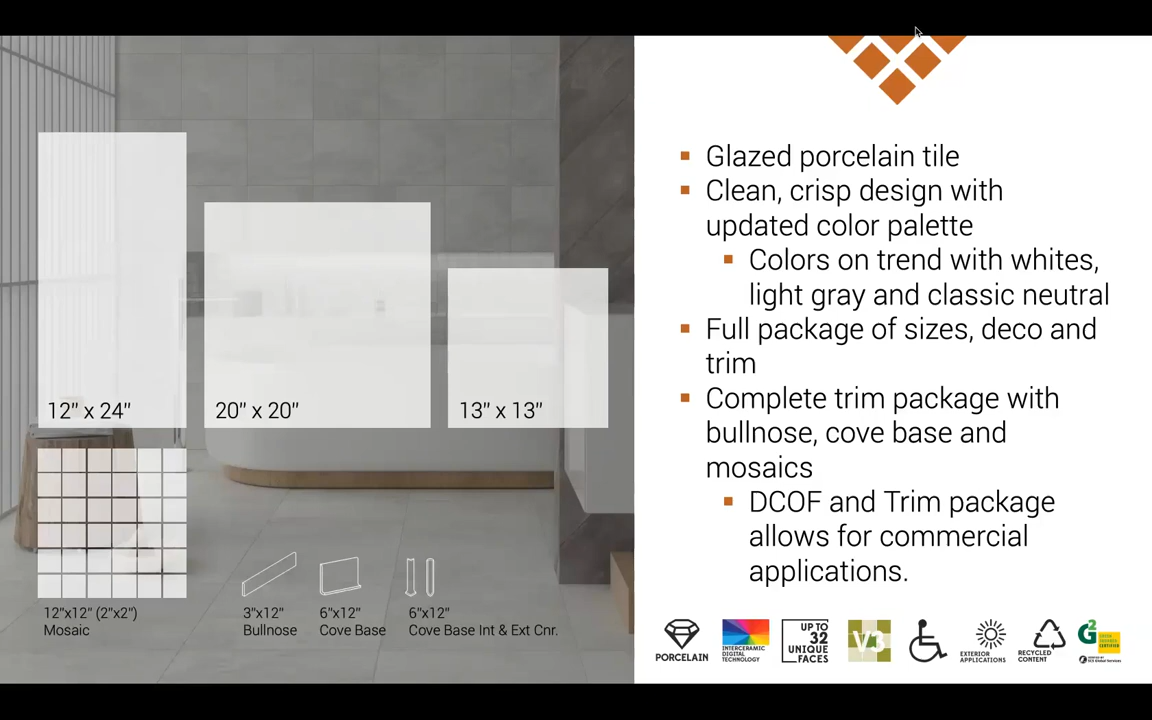 12" x 24"
20" x 20"
13" x 13"
12"x12" (2"x2")
Mosaic
3"x12"
Bullnose
6"x12"
Cove Base
6"x12"
Cove Base Int & Ext Cnr.
Glazed porcelain tile
Clean, crisp design with
updated color palette
Colors on trend with whites,
light gray and classic neutral
Full package of sizes, deco and
trim
Complete trim package with
bullnose, cove base and
mosaics
DCOF and Trim package
allows for commercial
applications.
PORCELAIN
INTERCERAMIC
DIGITAL
TECHNOLOGY
UP TO
32
UNIQUE
FACES
V3
EXTERIOR
APPLICATIONS
RECYCLED
CONTENT
G2